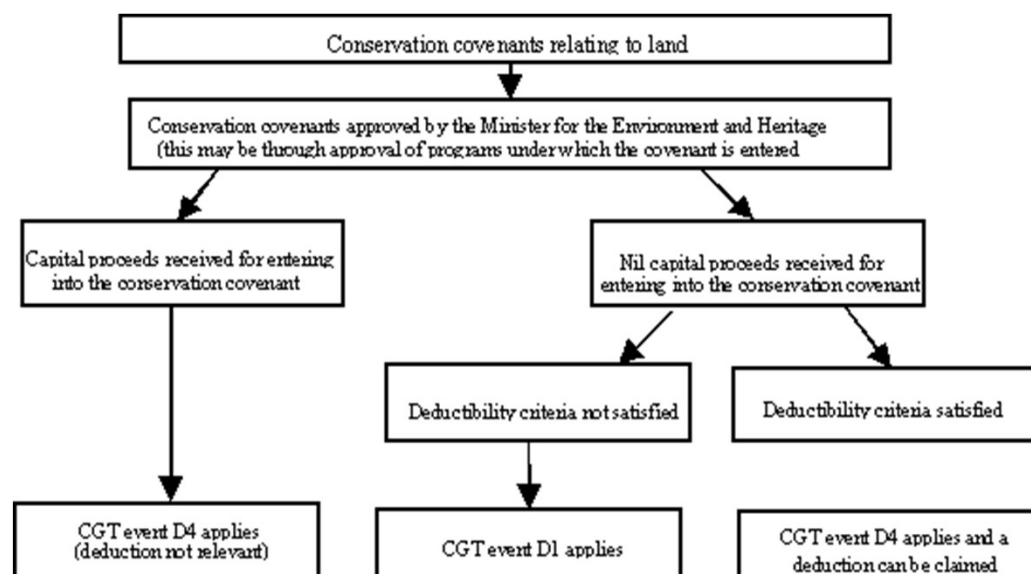 Conservation covenants relating to land
Conservation covenants approved by the Minister for the Environment and Heritage
(this may be through approval of programs under which the covenant is entered
Capital proceeds received for entering
into the conservation covenant
Nil capital proceeds received for
entering into the conservation covenant
Deductibility criteria not satisfied
Deductibility criteria satisfied
CGT event D4 applies
(deduction not relevant)
CGT event D1 applies
CGT event D4 applies and a
deduction can be claimed